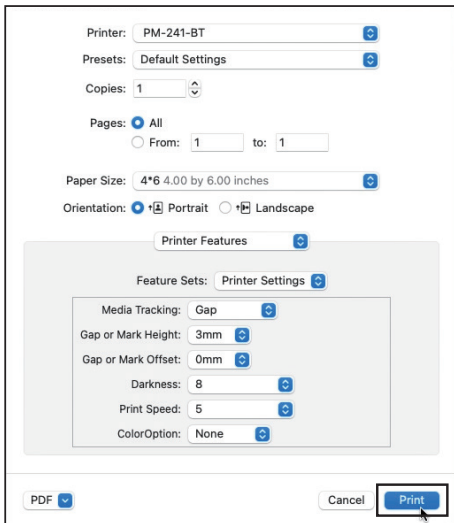 Printer: PM-241-BT
Presets: Default Settings
Copies: 1
Pages: All
From: 1 to: 1
Paper Size: 4*6 4.00 by 6.00 inches
Orientation: Portrait Landscape
Printer Features
Feature Sets: Printer Settings
Media Tracking: Gap
Gap or Mark Height: 3mm
Gap or Mark Offset: 0mm
Darkness: 8
Print Speed: 5
ColorOption: None
PDF Cancel Print